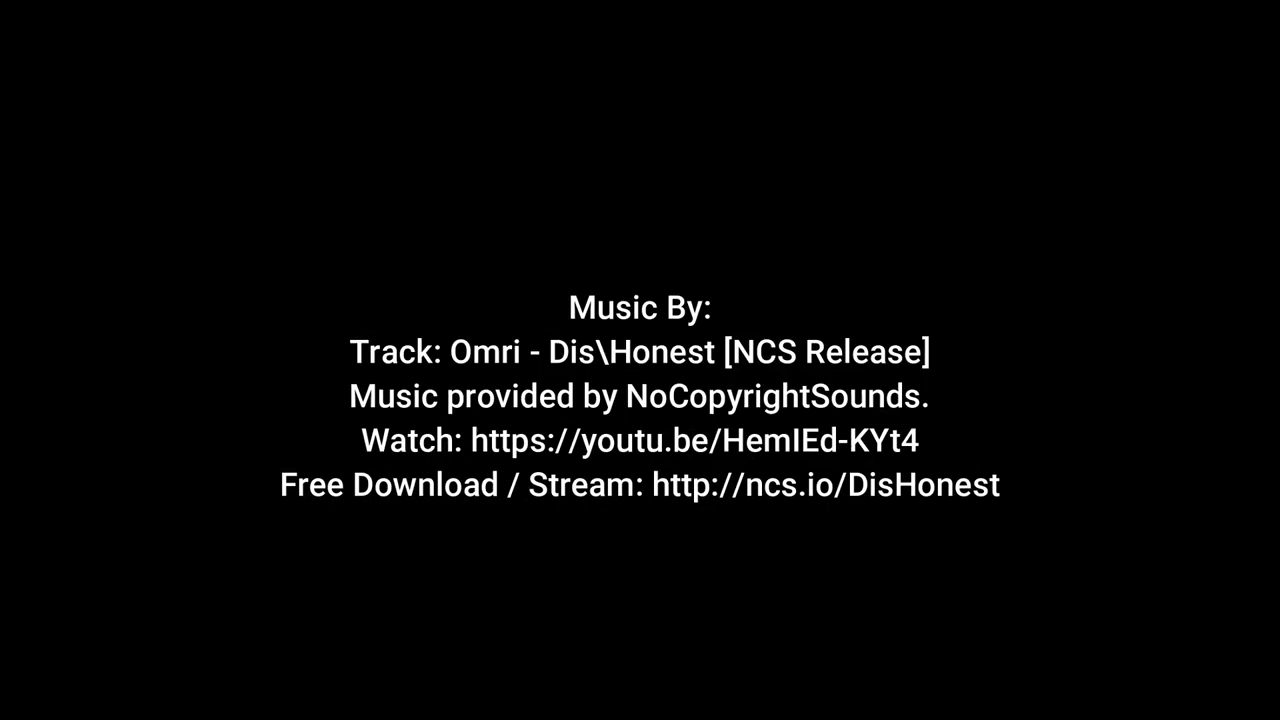 Music By:
Track: Omri - Dis\Honest [NCS Release]
Music provided by NoCopyrightSounds.
Watch: https://youtu.be/HemIEd-KYt4
Free Download / Stream: http://ncs.io/DisHonest